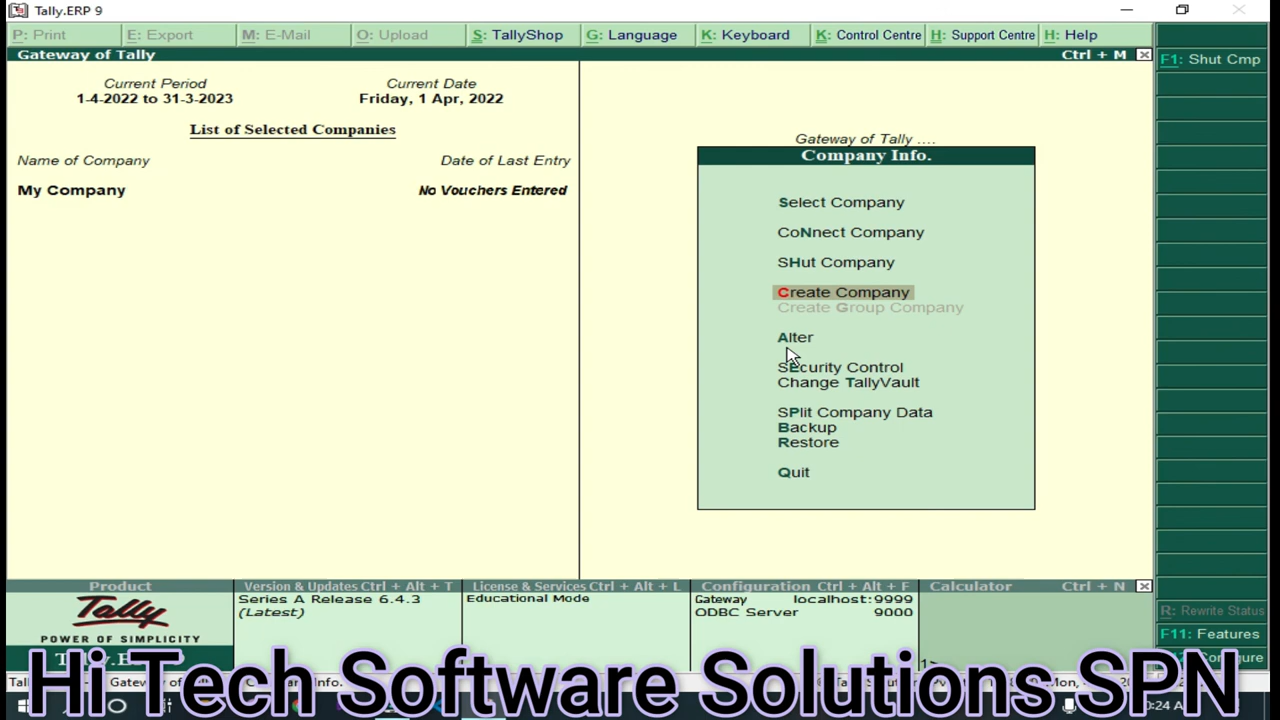 Tally.ERP 9
P: Print E: Export M: E-Mail O: Upload S: TallyShop G: Language K: Keyboard K: Control Centre H: Support Centre H: Help
Gateway of Tally Ctrl + M
F1: Shut Cmp
Current Period Current Date
1-4-2022 to 31-3-2023 Friday, 1 Apr, 2022
List of Selected Companies
Name of Company Date of Last Entry
My Company No Vouchers Entered
Gateway of Tally ....
Company Info.
Select Company
CoNnect Company
SHut Company
Create Company
Create Group Company
Alter
SEcurity Control
Change TallyVault
SPlit Company Data
Backup
Restore
Quit
Product Version & Updates Ctrl + Alt + T License & Services Ctrl + Alt + L Configuration Ctrl + Alt + F Calculator Ctrl + N
Series A Release 6.4.3 Educational Mode Gateway localhost:9999
(Latest) ODBC Server 9000
Tally
POWER OF SIMPLICITY
R: Rewrite Status
F11: Features
Hi Tech Software Solutions SPN